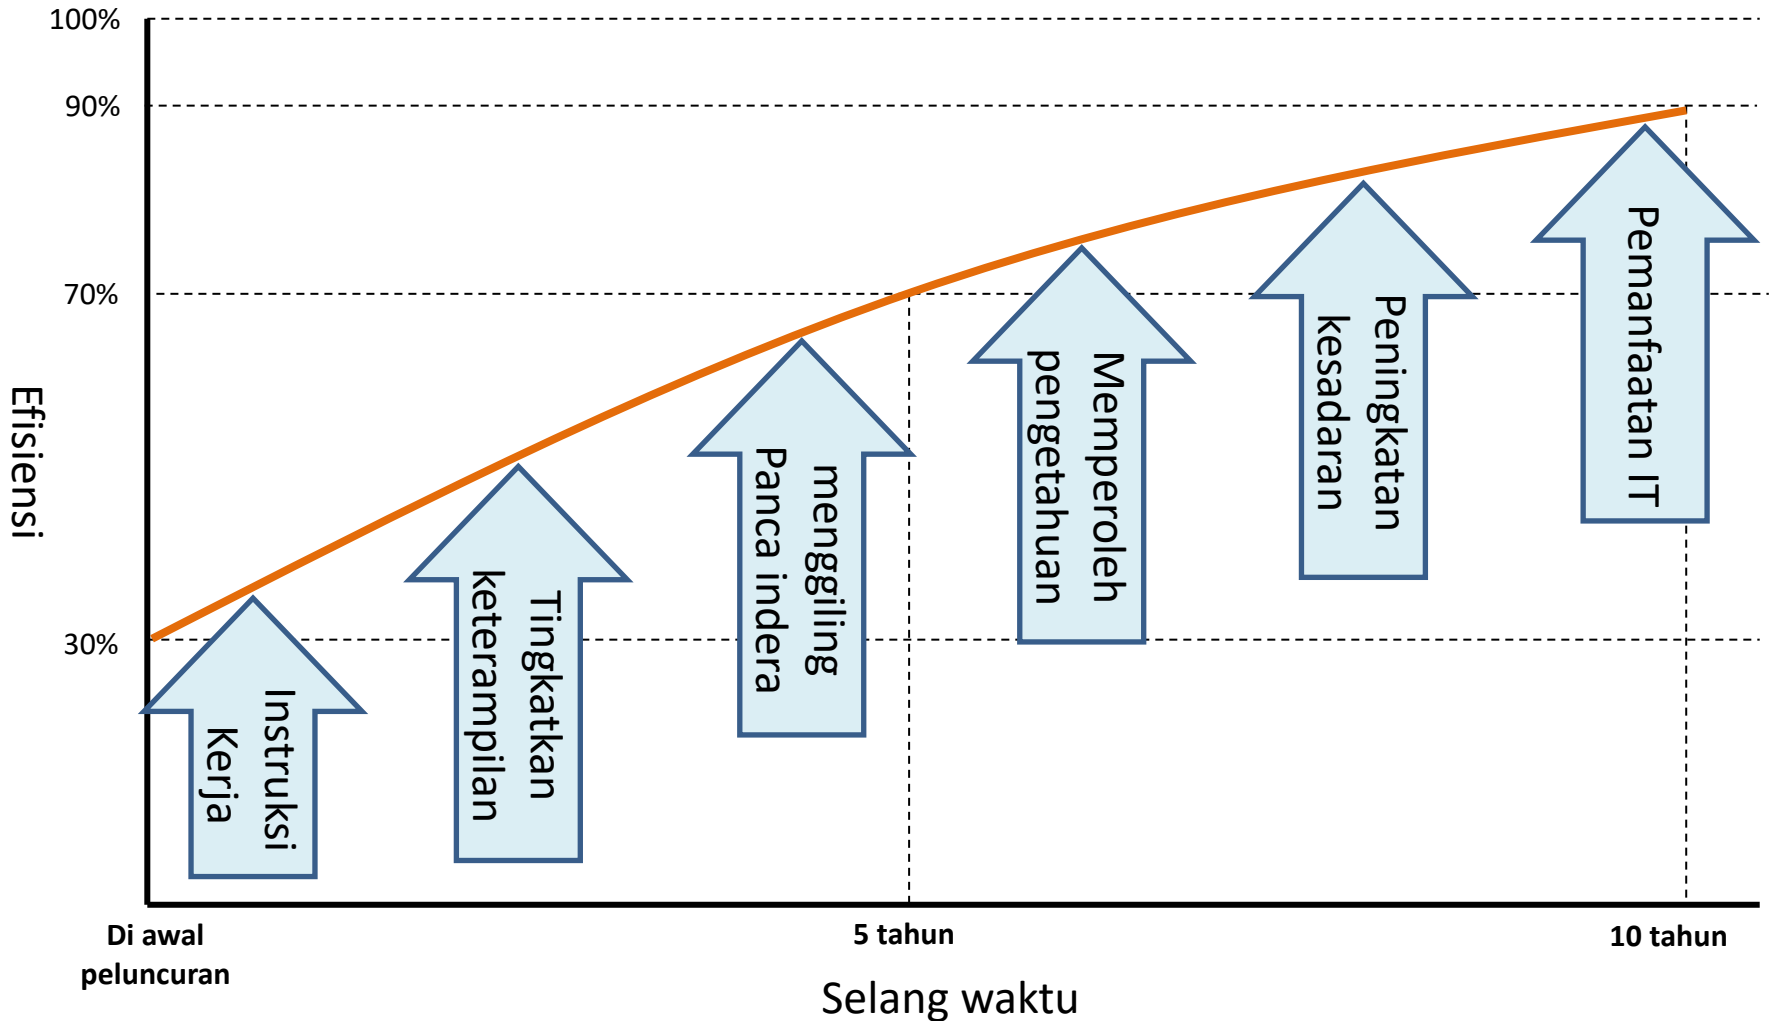 100%
90%
70%
30%
Efisiensi
Instruksi
Kerja
Tingkatkan
keterampilan
menggiling
Panca indera
Memperoleh
pengetahuan
Peningkatan
kesadaran
Pemanfaatan IT
Di awal
peluncuran
5 tahun
10 tahun
Selang waktu